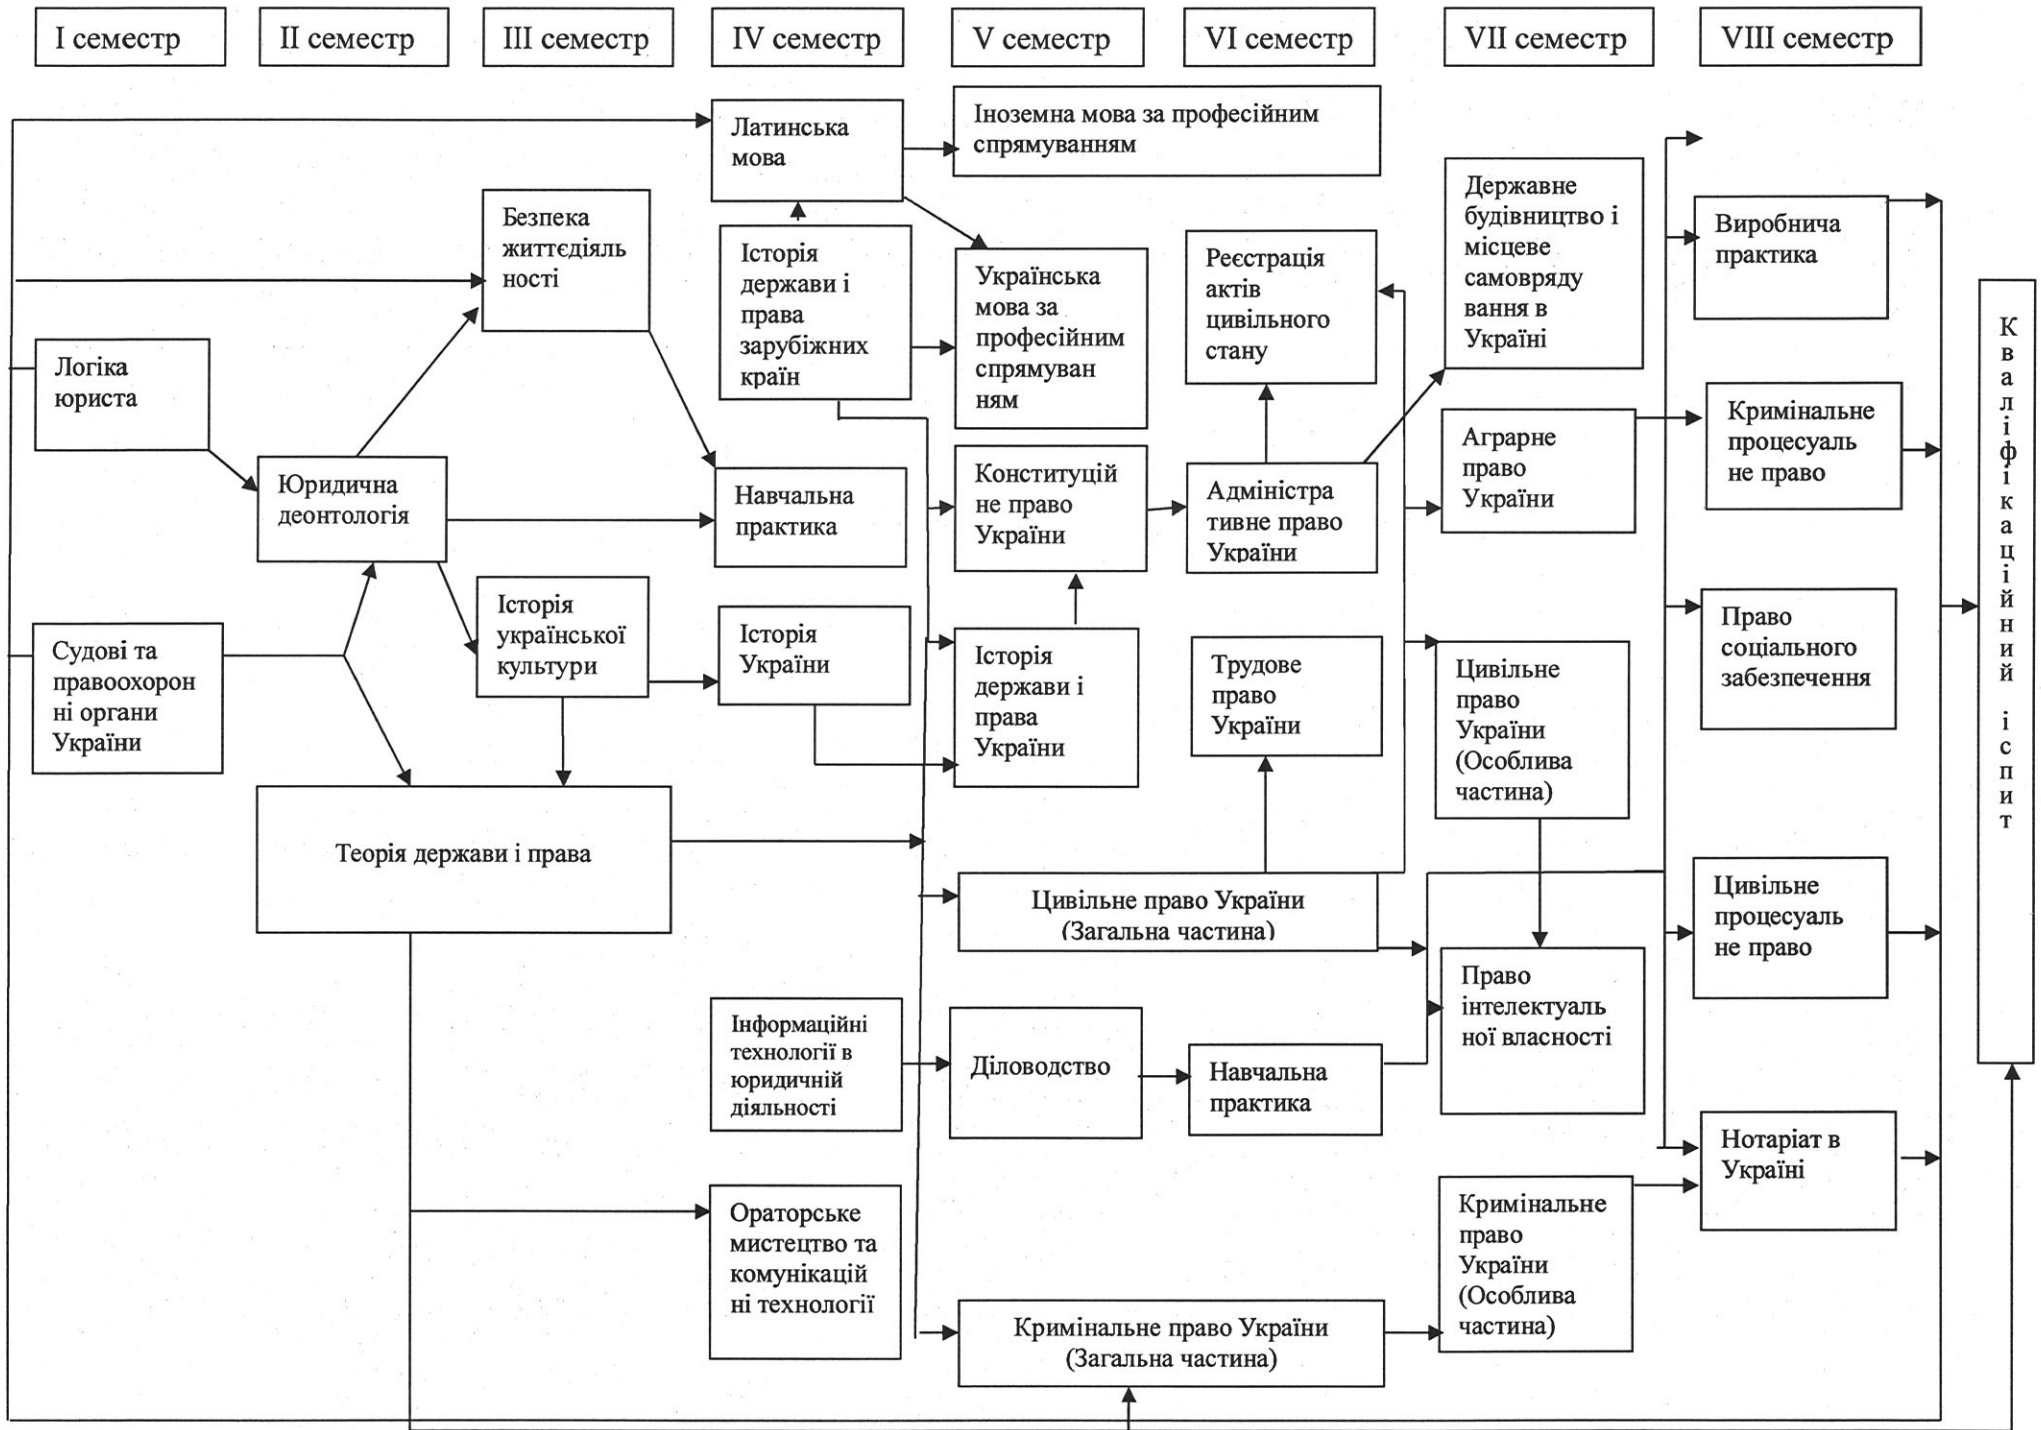 І семестр
ІІ семестр
ІІІ семестр
IV семестр
V семестр
VI семестр
VII семестр
VIII семестр
Логіка
юриста
Судові та
правоохорон
ні органи
України
Юридична
деонтологія
Теорія держави і права
Безпека
життєдіяль
ності
Історія
української
культури
Латинська
мова
Історія
держави і
права
зарубіжних
країн
Навчальна
практика
Історія
України
Інформаційні
технології в
юридичній
діяльності
Ораторське
мистецтво та
комунікацій
ні технології
Іноземна мова за професійним
спрямуванням
Українська
мова за
професійним
спрямуван
ням
Конституцій
не право
України
Історія
держави і
права
України
Цивільне право України
(Загальна частина)
Діловодство
Кримінальне право України
(Загальна частина)
Реєстрація
актів
цивільного
стану
Адміністра
тивне право
України
Трудове
право
України
Навчальна
практика
Державне
будівництво і
місцеве
самовряду
вання в
Україні
Аграрне
право
України
Цивільне
право
України
(Особлива
частина)
Право
інтелектуаль
ної власності
Кримінальне
право
України
(Особлива
частина)
Виробнича
практика
Кримінальне
процесуаль
не право
Право
соціального
забезпечення
Цивільне
процесуаль
не право
Нотаріат в
Україні
Кваліфікаційний іспит